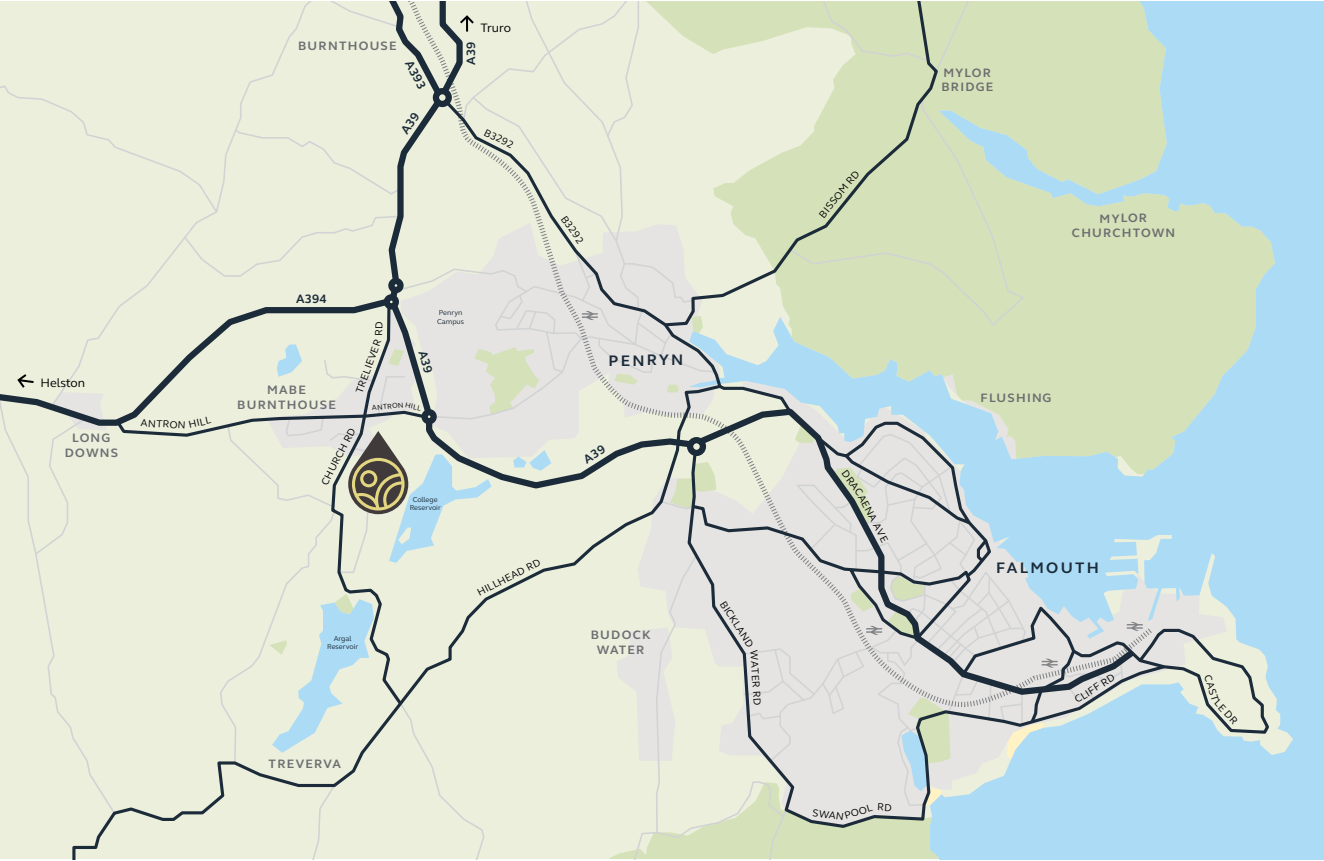 Truro
BURNTHOUSE
A39
A393
MYLOR
BRIDGE
A39
B3292
BISSOM RD
B3292
MYLOR
CHURCHTOWN
A394
Penryn
Campus
TRELIEVER RD
A39
PENRYN
Helston
MABE
BURNTHOUSE
FLUSHING
ANTRON HILL
ANTRON HILL
LONG
DOWNS
CHURCH RD
A39
College
Reservoir
DRACAENA AVE
HILLHEAD RD
FALMOUTH
Argal
Reservoir
BUDOCK
WATER
BICKLAND WATER RD
CLIFF RD
CASTLE DR
TREVERVA
SWANPOOL RD